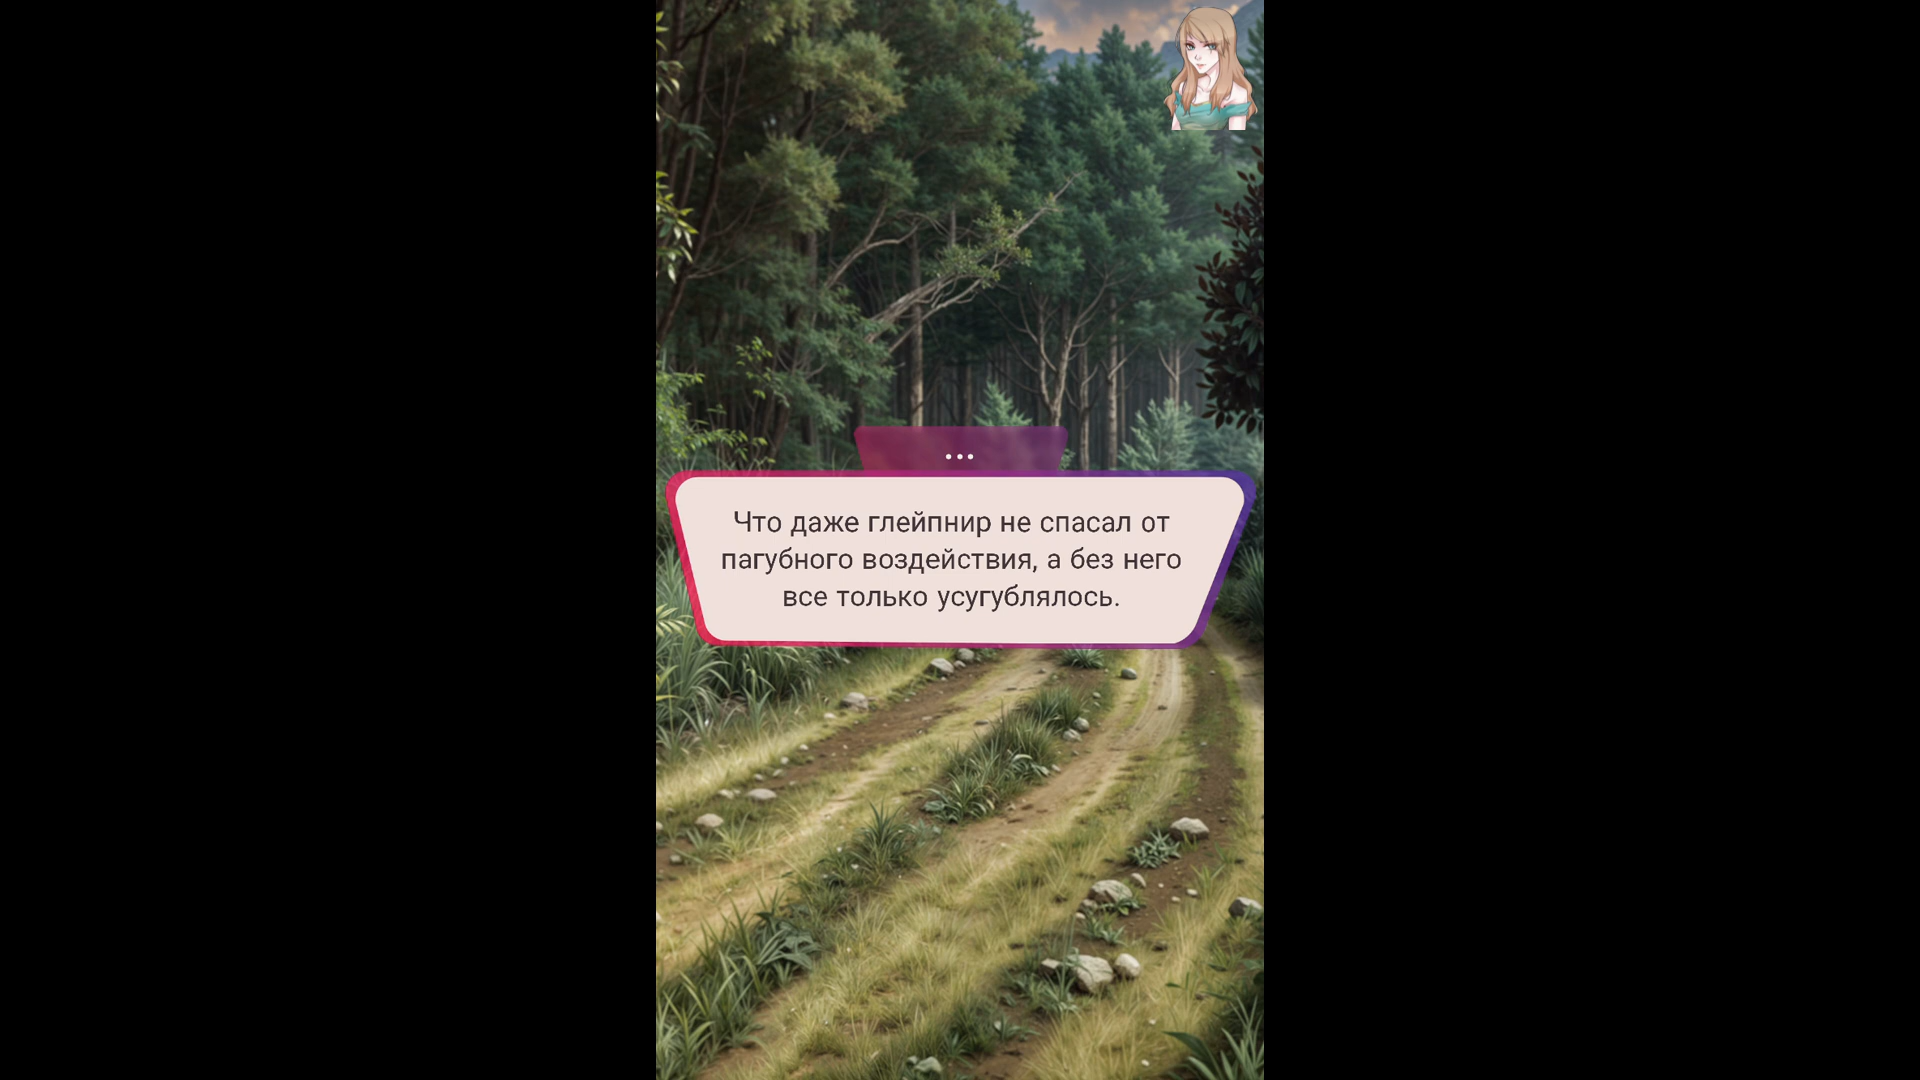 ...
Что даже глейпнир не спасал от
пагубного воздействия, а без него
все только усугублялось.